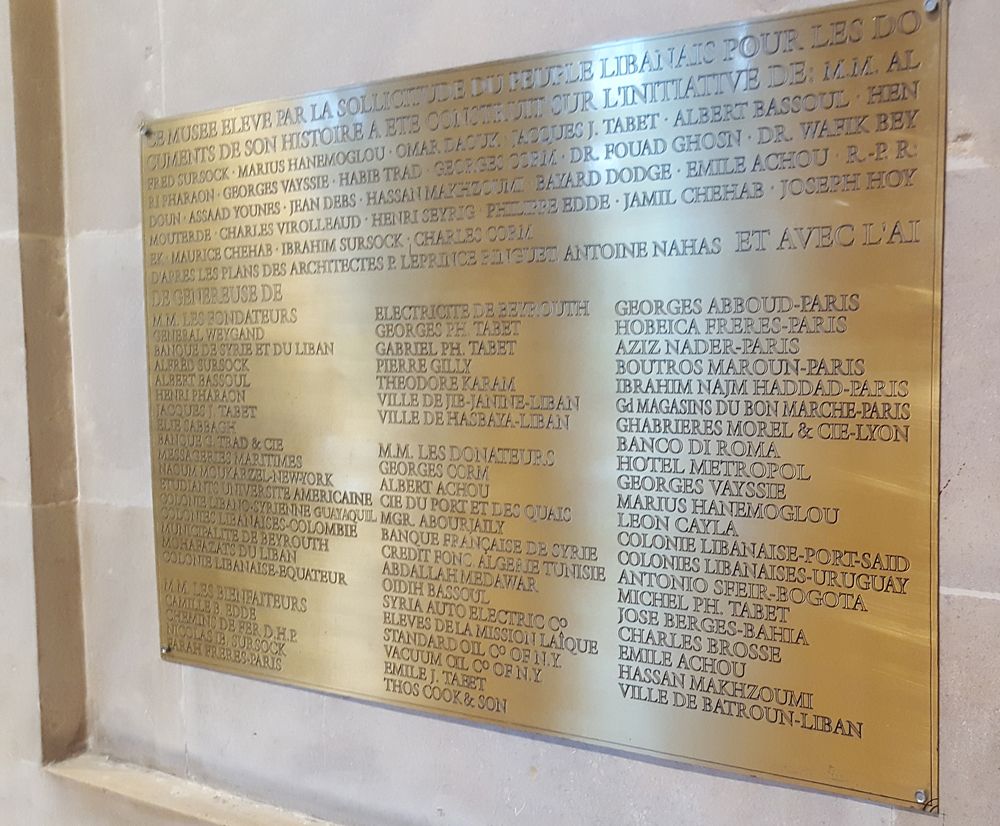 CE MUSEE ELEVE PAR LA SOLLICITUDE DU PEUPLE LIBANAIS POUR LES DO
CUMENTS DE SON HISTOIRE A ETE CONSTRUIT SUR L'INITIATIVE DE: M.M. AL
FRED SURSOCK · MARIUS HANEMOGLOU · OMAR DAOUK · JACQUES J. TABET · ALBERT BASSOUL · HEN
RI PHARAON · GEORGES VAYSSIE · HABIB TRAD · GEORGES CORM · DR. FOUAD GHOSN · DR. WAFIK BEY
DOUN · ASSAAD YOUNES · JEAN DEBS · HASSAN MAKHZOUMI · BAYARD DODGE · EMILE ACHOU · R.-P. R.
MOUTERDE · CHARLES VIROLLEAUD · HENRI SEYRIG · PHILIPPE EDDE · JAMIL CHEHAB · JOSEPH HOY
EK · MAURICE CHEHAB · IBRAHIM SURSOCK · CHARLES CORM
D'APRES LES PLANS DES ARCHITECTES P. LEPRINCE RINGUET ANTOINE NAHAS ET AVEC L'AI
DE GENEREUSE DE
M.M. LES FONDATEURS
GENERAL WEYGAND
BANQUE DE SYRIE ET DU LIBAN
ALFRED SURSOCK
ALBERT BASSOUL
HENRI PHARAON
JACQUES J. TABET
ELIE SABBAGH
BANQUE G. TRAD & CIE
MESSAGERIES MARITIMES
NAOUM MOUKARZEL-NEW-YORK
ETUDIANTS UNIVERSITE AMERICAINE
COLONIE LIBANO-SYRIENNE GUAYAQUIL
COLONIES LIBANAISES-COLOMBIE
MUNICIPALITE DE BEYROUTH
MOHAFAZATS DU LIBAN
COLONIE LIBANAISE-EQUATEUR
M.M. LES BIENFAITEURS
CAMILLE B. EDDE
CHEMINS DE FER D.H.P.
NICOLAS IB. SURSOCK
SARAH FRERES-PARIS
ELECTRICITE DE BEYROUTH
GEORGES PH. TABET
GABRIEL PH. TABET
PIERRE GILLY
THEODORE KARAM
VILLE DE JIB-JANINE-LIBAN
VILLE DE HASBAYA-LIBAN
M.M. LES DONATEURS
GEORGES CORM
ALBERT ACHOU
CIE DU PORT ET DES QUAIS
MGR. ABOURJAILY
BANQUE FRANÇAISE DE SYRIE
CREDIT FONC. ALGERIE TUNISIE
ABDALLAH MEDAWAR
OIDIH BASSOUL
SYRIA AUTO ELECTRIC Cº
ELEVES DE LA MISSION LAÏQUE
STANDARD OIL Cº OF N.Y.
VACUUM OIL Cº OF N.Y
EMILE J. TABET
THOS COOK & SON
GEORGES ABBOUD-PARIS
HOBEICA FRERES-PARIS
AZIZ NADER-PARIS
BOUTROS MAROUN-PARIS
IBRAHIM NAJM HADDAD-PARIS
Gd MAGASINS DU BON MARCHE-PARIS
GHABRIERES MOREL & CIE-LYON
BANCO DI ROMA
HOTEL METROPOL
GEORGES VAYSSIE
MARIUS HANEMOGLOU
LEON CAYLA
COLONIE LIBANAISE-PORT-SAID
COLONIES LIBANAISES-URUGUAY
ANTONIO SFEIR-BOGOTA
MICHEL PH. TABET
JOSE BERGES-BAHIA
CHARLES BROSSE
EMILE ACHOU
HASSAN MAKHZOUMI
VILLE DE BATROUN-LIBAN